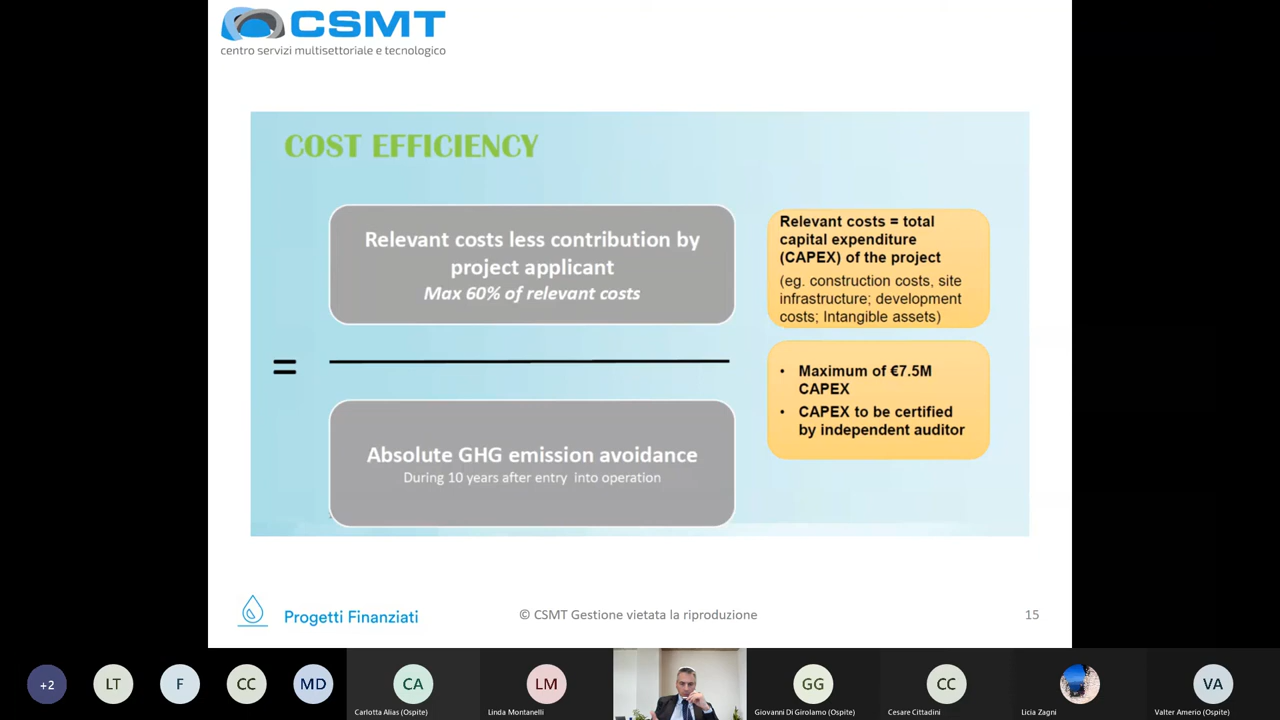 CSMT
centro servizi multisettoriale e tecnologico
COST EFFICIENCY
Relevant costs less contribution by
project applicant
Max 60% of relevant costs
=
Absolute GHG emission avoidance
During 10 years after entry into operation
Relevant costs = total
capital expenditure
(CAPEX) of the project
(eg. construction costs, site
infrastructure; development
costs; Intangible assets)
• Maximum of €7.5M
CAPEX
• CAPEX to be certified
by independent auditor
Progetti Finanziati
© CSMT Gestione vietata la riproduzione
15
+2
LT
F
CC
MD
CA
Carlotta Alias (Ospite)
LM
Linda Montanelli
GG
Giovanni Di Girolamo (Ospite)
CC
Cesare Cittadini
Licia Zagni
VA
Valter Amerio (Ospite)